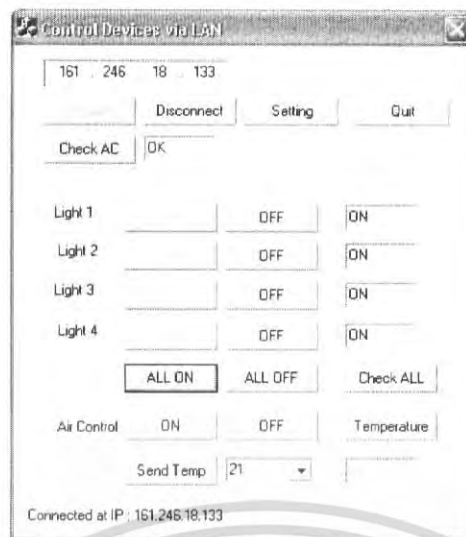 Control Devices via LAN
161 . 246 18 . 133
Disconnect Setting Quit
Check AC OK
Light 1 OFF ON
Light 2 OFF ON
Light 3 OFF ON
Light 4 OFF ON
ALL ON ALL OFF Check ALL
Air Control ON OFF Temperature
Send Temp 21
Connected at IP : 161.246.18.133